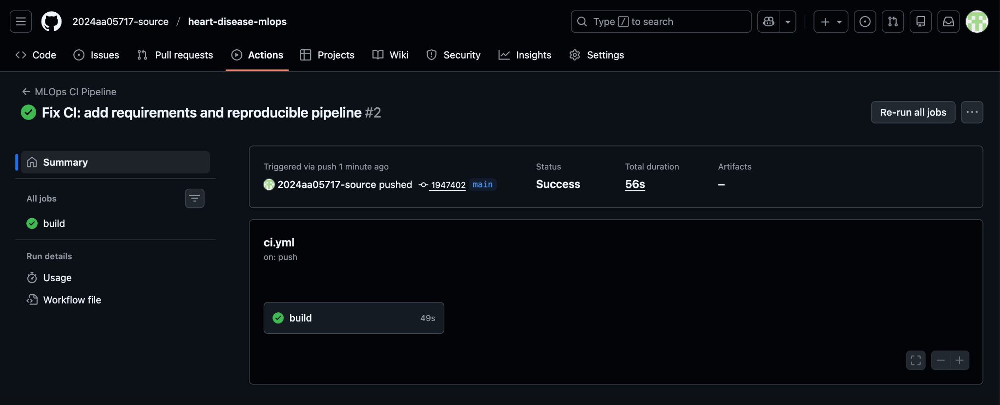 2024aa05717-source / heart-disease-mlops
Type / to search
Code Issues Pull requests Actions Projects Wiki Security Insights Settings
MLOps CI Pipeline
Fix CI: add requirements and reproducible pipeline #2
Re-run all jobs
Summary
All jobs
build
Run details
Usage
Workflow file
Triggered via push 1 minute ago
2024aa05717-source pushed 1947402 main
Status
Success
Total duration
56s
Artifacts
–
ci.yml
on: push
build 49s